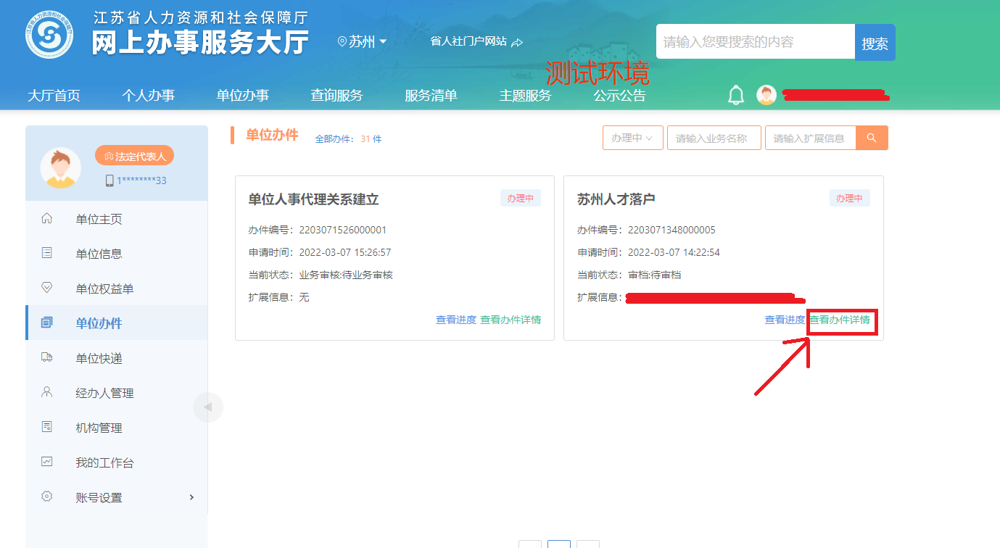 江苏省人力资源和社会保障厅
网上办事服务大厅
苏州
省人社门户网站
请输入您要搜索的内容
搜索
测试环境
大厅首页 个人办事 单位办事 查询服务 服务清单 主题服务 公示公告
法定代表人
1********33
单位主页
单位信息
单位权益单
单位办件
单位快递
经办人管理
机构管理
我的工作台
账号设置
单位办件 全部办件： 31 件
办理中 请输入业务名称 请输入扩展信息
单位人事代理关系建立 办理中
办件编号：2203071526000001
申请时间：2022-03-07 15:26:57
当前状态：业务审核:待业务审核
扩展信息：无
查看进度 查看办件详情
苏州人才落户 办理中
办件编号：2203071348000005
申请时间：2022-03-07 14:22:54
当前状态：审档:待审档
扩展信息：
查看进度 查看办件详情